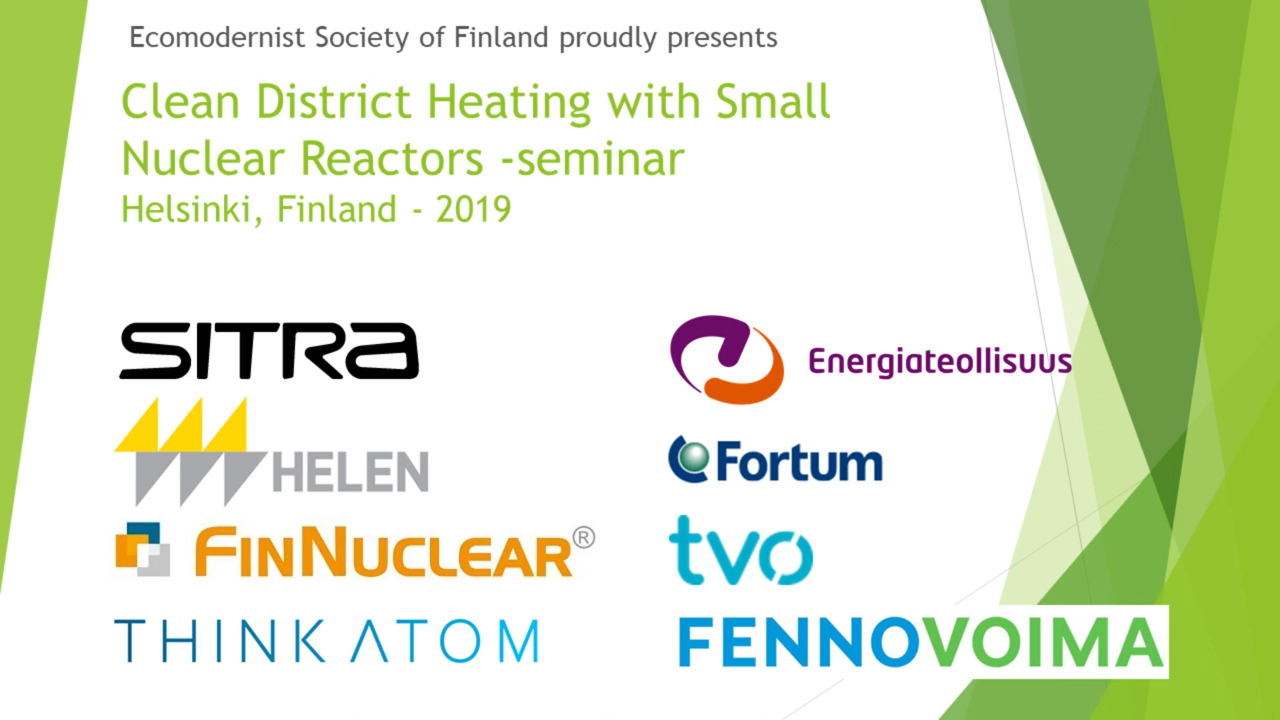 Ecomodernist Society of Finland proudly presents
Clean District Heating with Small
Nuclear Reactors -seminar
Helsinki, Finland - 2019
SITRA
Energiateollisuus
HELEN
Fortum
FINNUCLEAR®
tvo
THINK ATOM
FENNOVOIMA